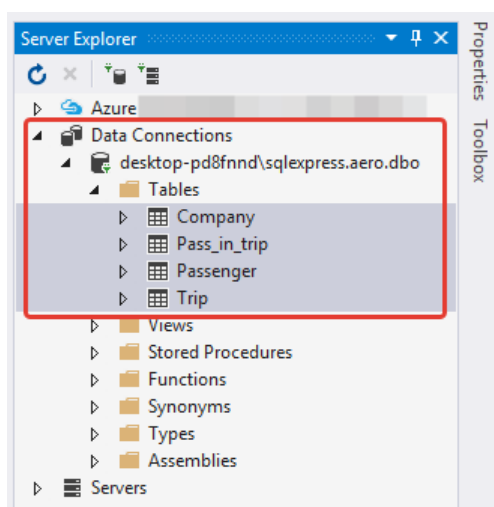 Server Explorer
Azure
Data Connections
desktop-pd8fnnd\sqlexpress.aero.dbo
Tables
Company
Pass_in_trip
Passenger
Trip
Views
Stored Procedures
Functions
Synonyms
Types
Assemblies
Servers
Properties
Toolbox